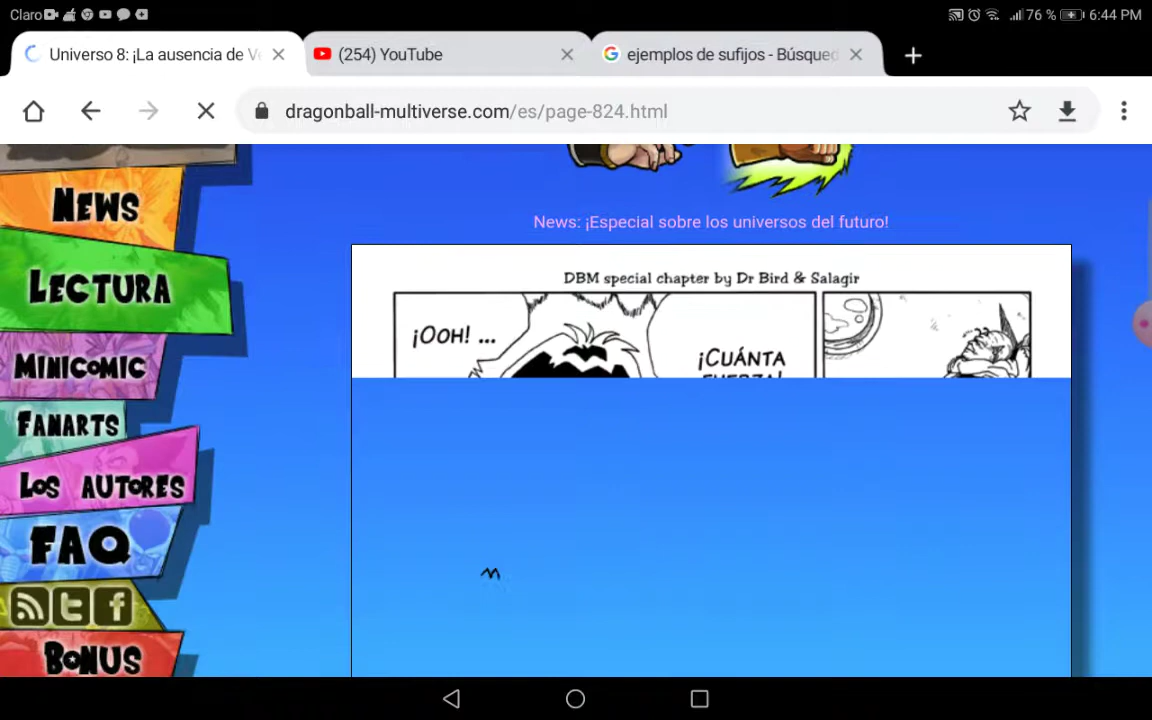 Claro 76 % 6:44 PM
Universo 8: ¡La ausencia de Ve (254) YouTube ejemplos de sufijos - Búsqued
dragonball-multiverse.com/es/page-824.html
News: ¡Especial sobre los universos del futuro!
NEWS
LECTURA
MINICOMIC
FANARTS
LOS AUTORES
FAQ
BONUS
DBM special chapter by Dr Bird & Salagir
¡OOH! ...
¡CUÁNTA
FUERZA!